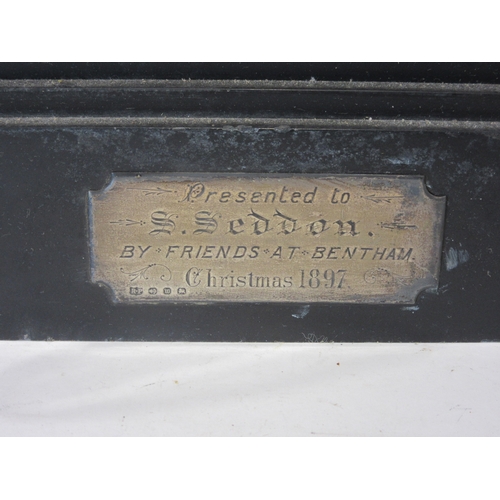 Presented to
S. Seddon.
BY FRIENDS AT BENTHAM.
Christmas 1897